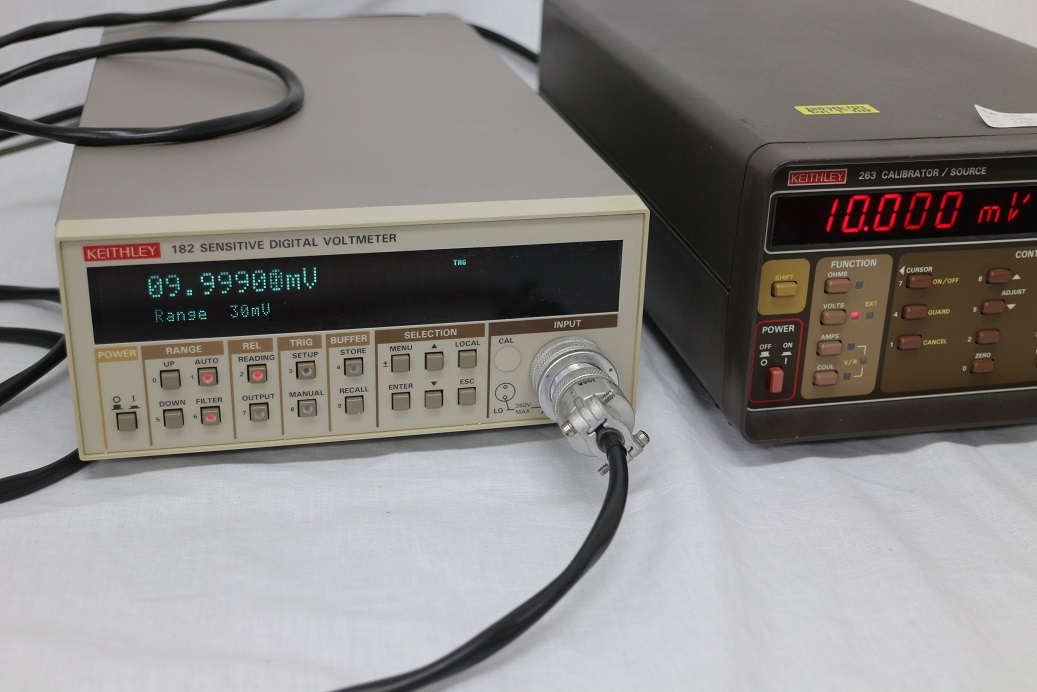 KEITHLEY 182 SENSITIVE DIGITAL VOLTMETER
TRG
09.99900mV
Range 30mV
POWER RANGE REL TRIG BUFFER SELECTION INPUT
UP AUTO READING SETUP STORE MENU ▲ LOCAL CAL
0 1 2 3 4 ±
DOWN FILTER OUTPUT MANUAL RECALL ENTER ▼ ESC
O I 5 6 7 8 9
LO 350V
MAX
KEITHLEY 263 CALIBRATOR / SOURCE
10.000 mV
SHIFT
FUNCTION
OHMS
VOLTS EXT
AMPS
V/R
COUL
POWER
OFF ON
O I
CONT
CURSOR
7 ON/OFF
4 GUARD
1 CANCEL
8 ▲
ADJUST
5 ▼
2
ZERO
0